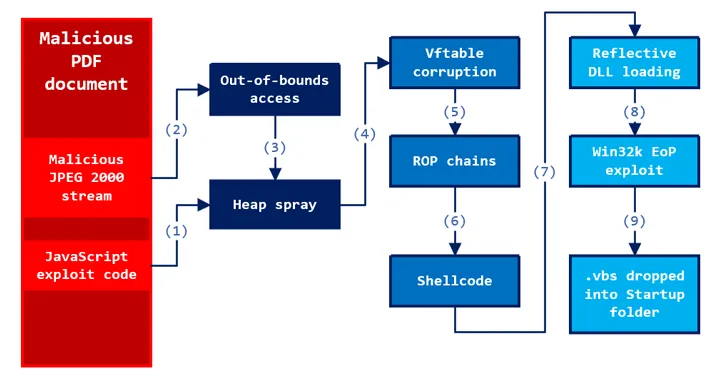 Malicious
PDF
document
Malicious
JPEG 2000
stream
JavaScript
exploit code
(1)
(2)
Out-of-bounds
access
(3)
Heap spray
(4)
Vftable
corruption
(5)
ROP chains
(6)
Shellcode
(7)
Reflective
DLL loading
(8)
Win32k EoP
exploit
(9)
.vbs dropped
into Startup
folder